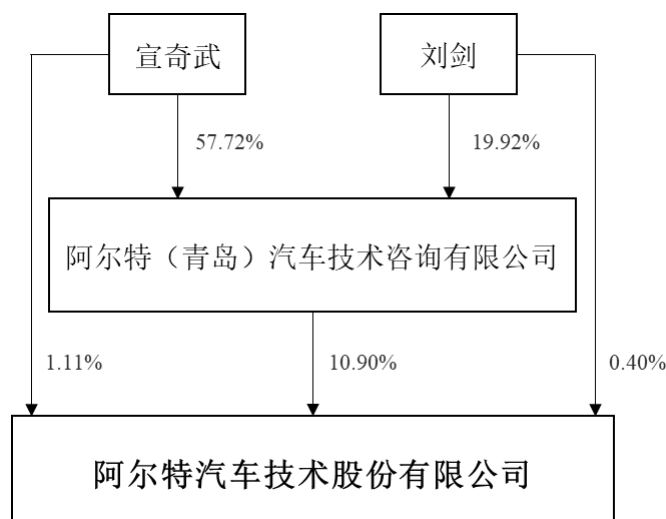 宣奇武
刘剑
57.72%
19.92%
阿尔特（青岛）汽车技术咨询有限公司
1.11%
10.90%
0.40%
阿尔特汽车技术股份有限公司